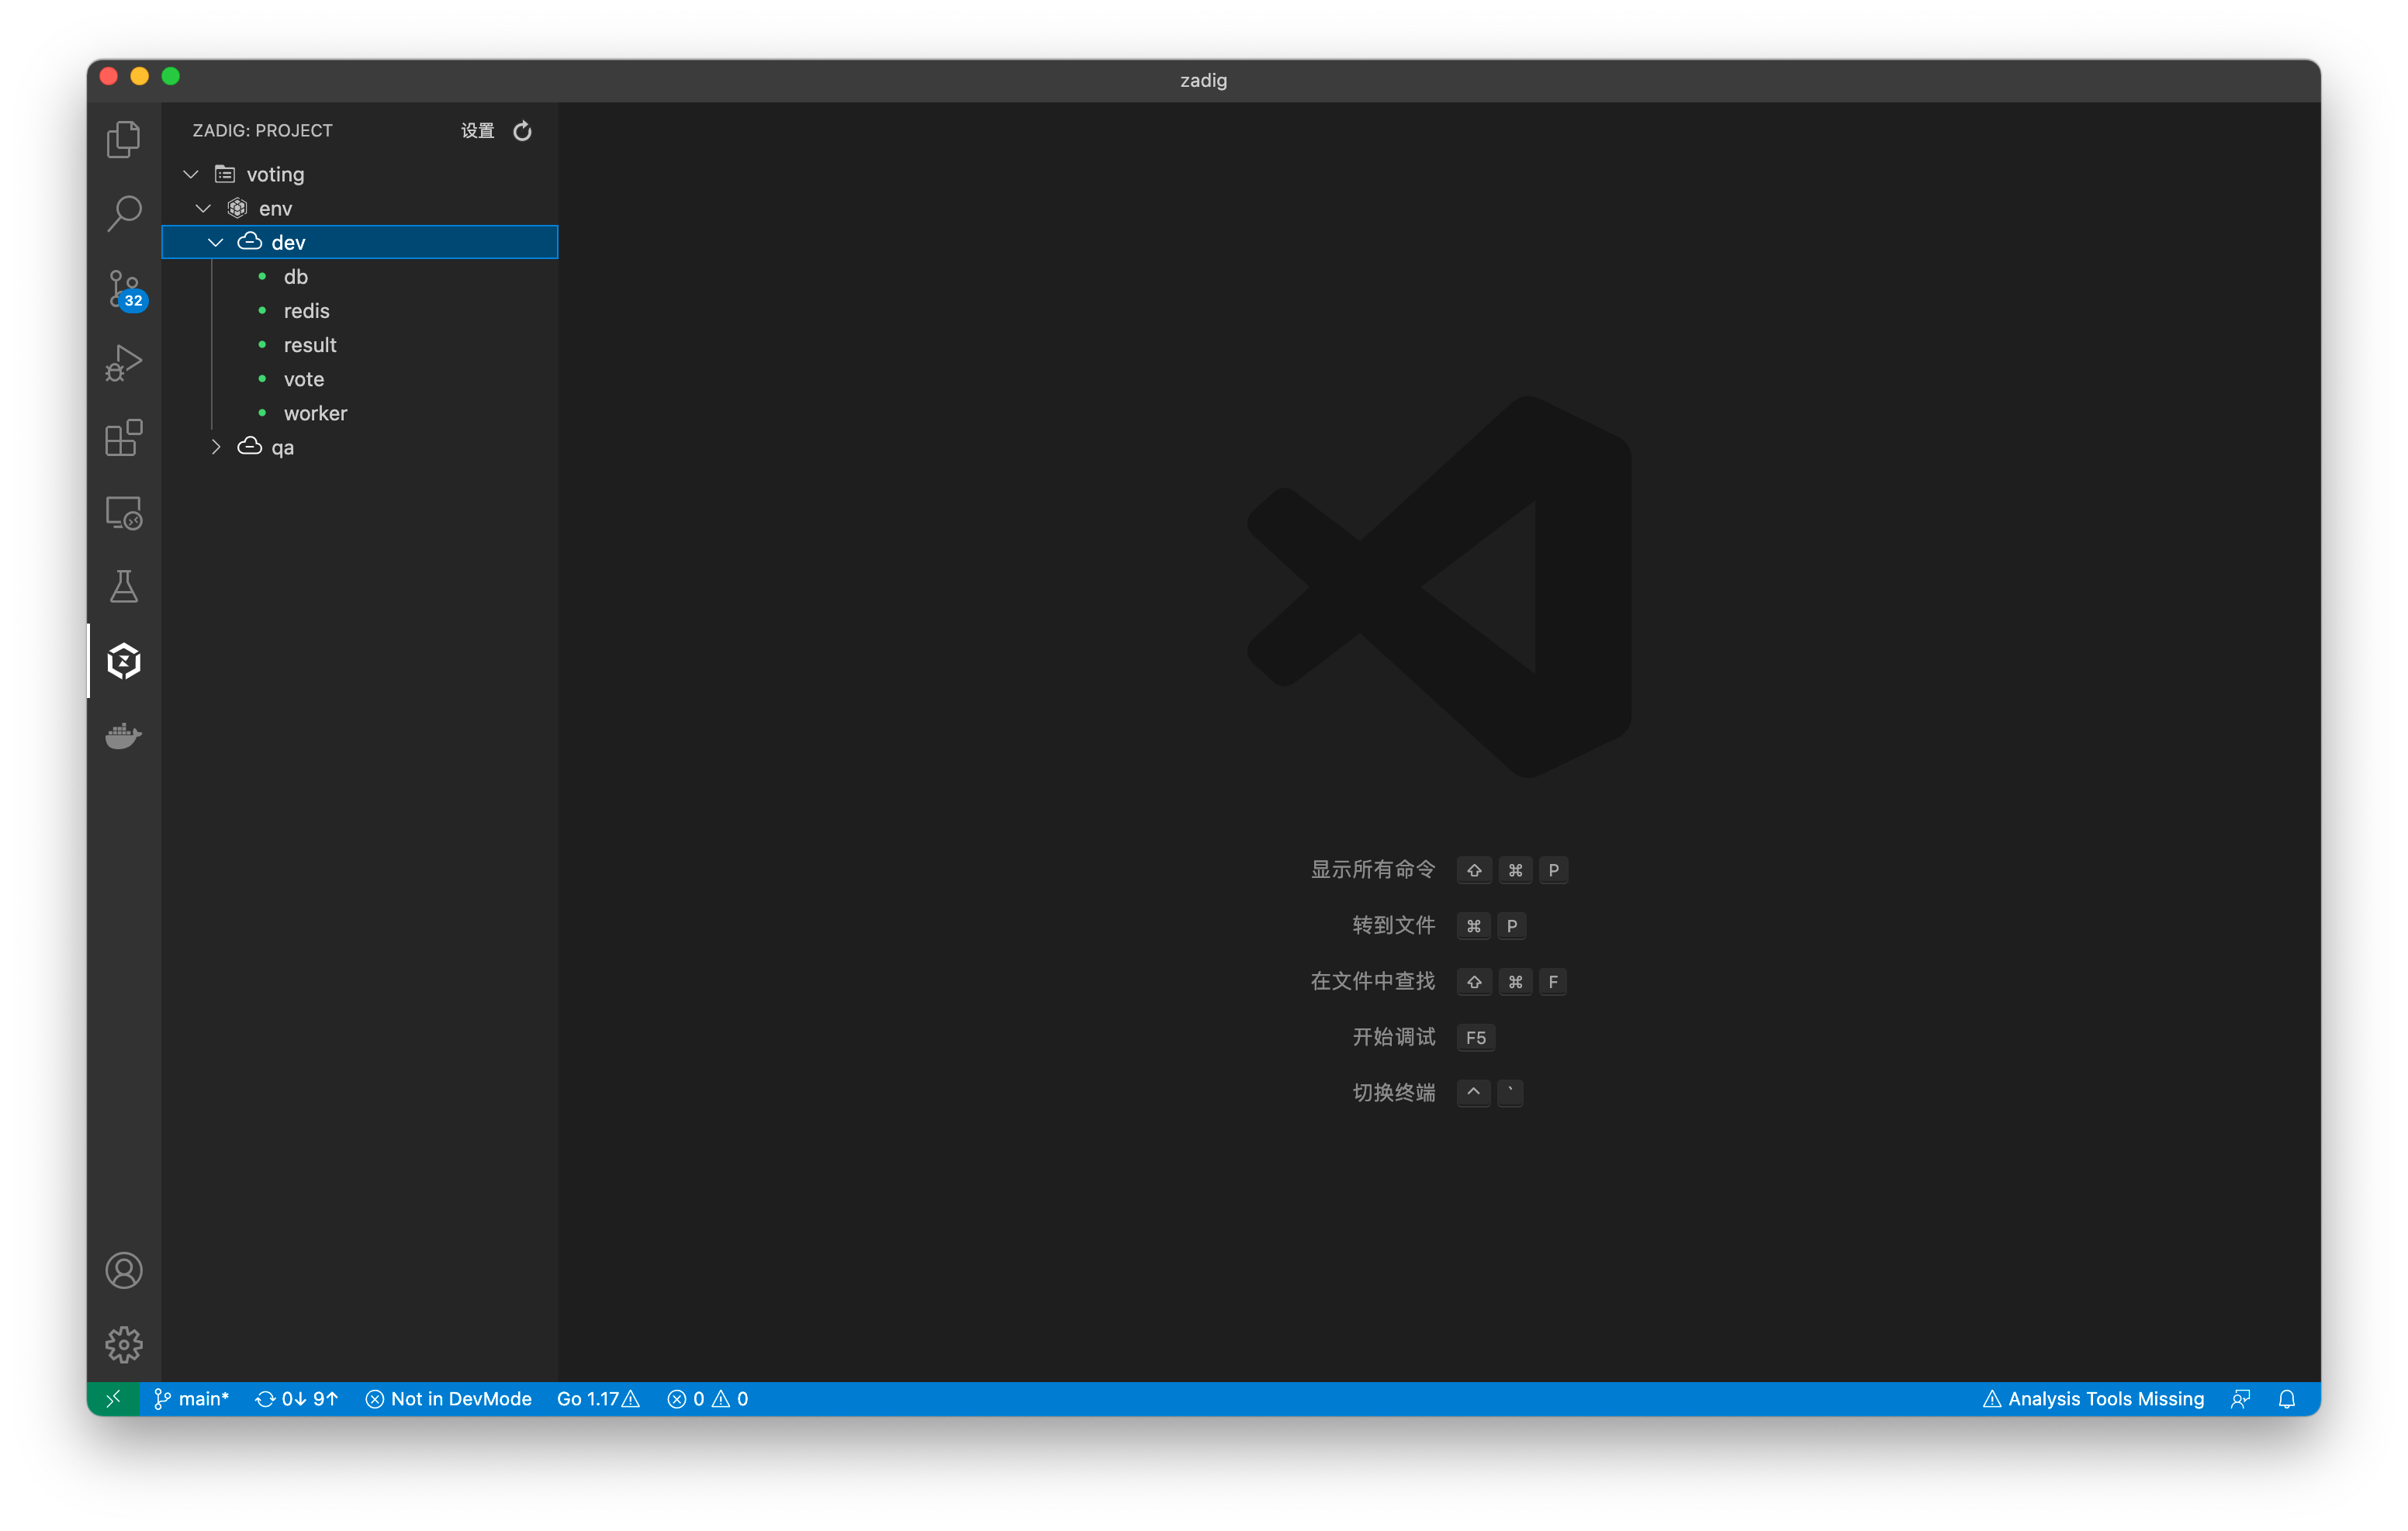 zadig
ZADIG: PROJECT 设置
voting
env
dev
db
redis
result
vote
worker
qa
32
显示所有命令 ⇧ ⌘ P
转到文件 ⌘ P
在文件中查找 ⇧ ⌘ F
开始调试 F5
切换终端 ^ `
main* 0↓ 9↑ Not in DevMode Go 1.17 0 0 Analysis Tools Missing